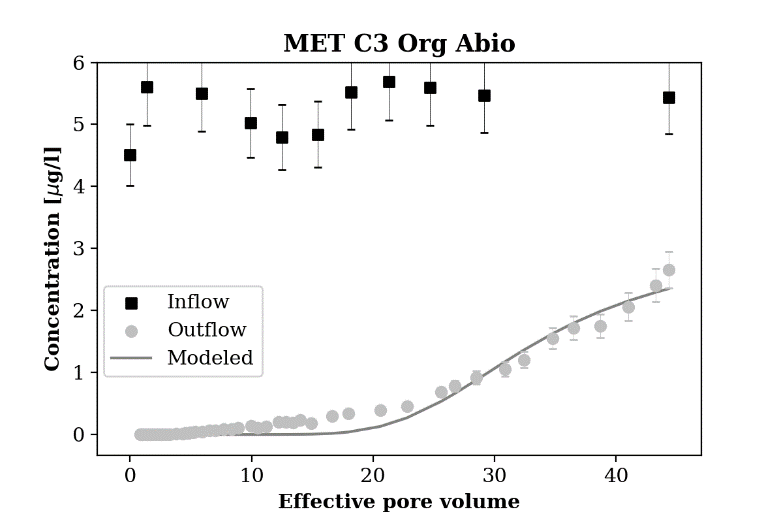 MET C3 Org Abio
6
5
4
3
2
1
0
Concentration [μg/l]
Inflow
Outflow
Modeled
0 10 20 30 40
Effective pore volume